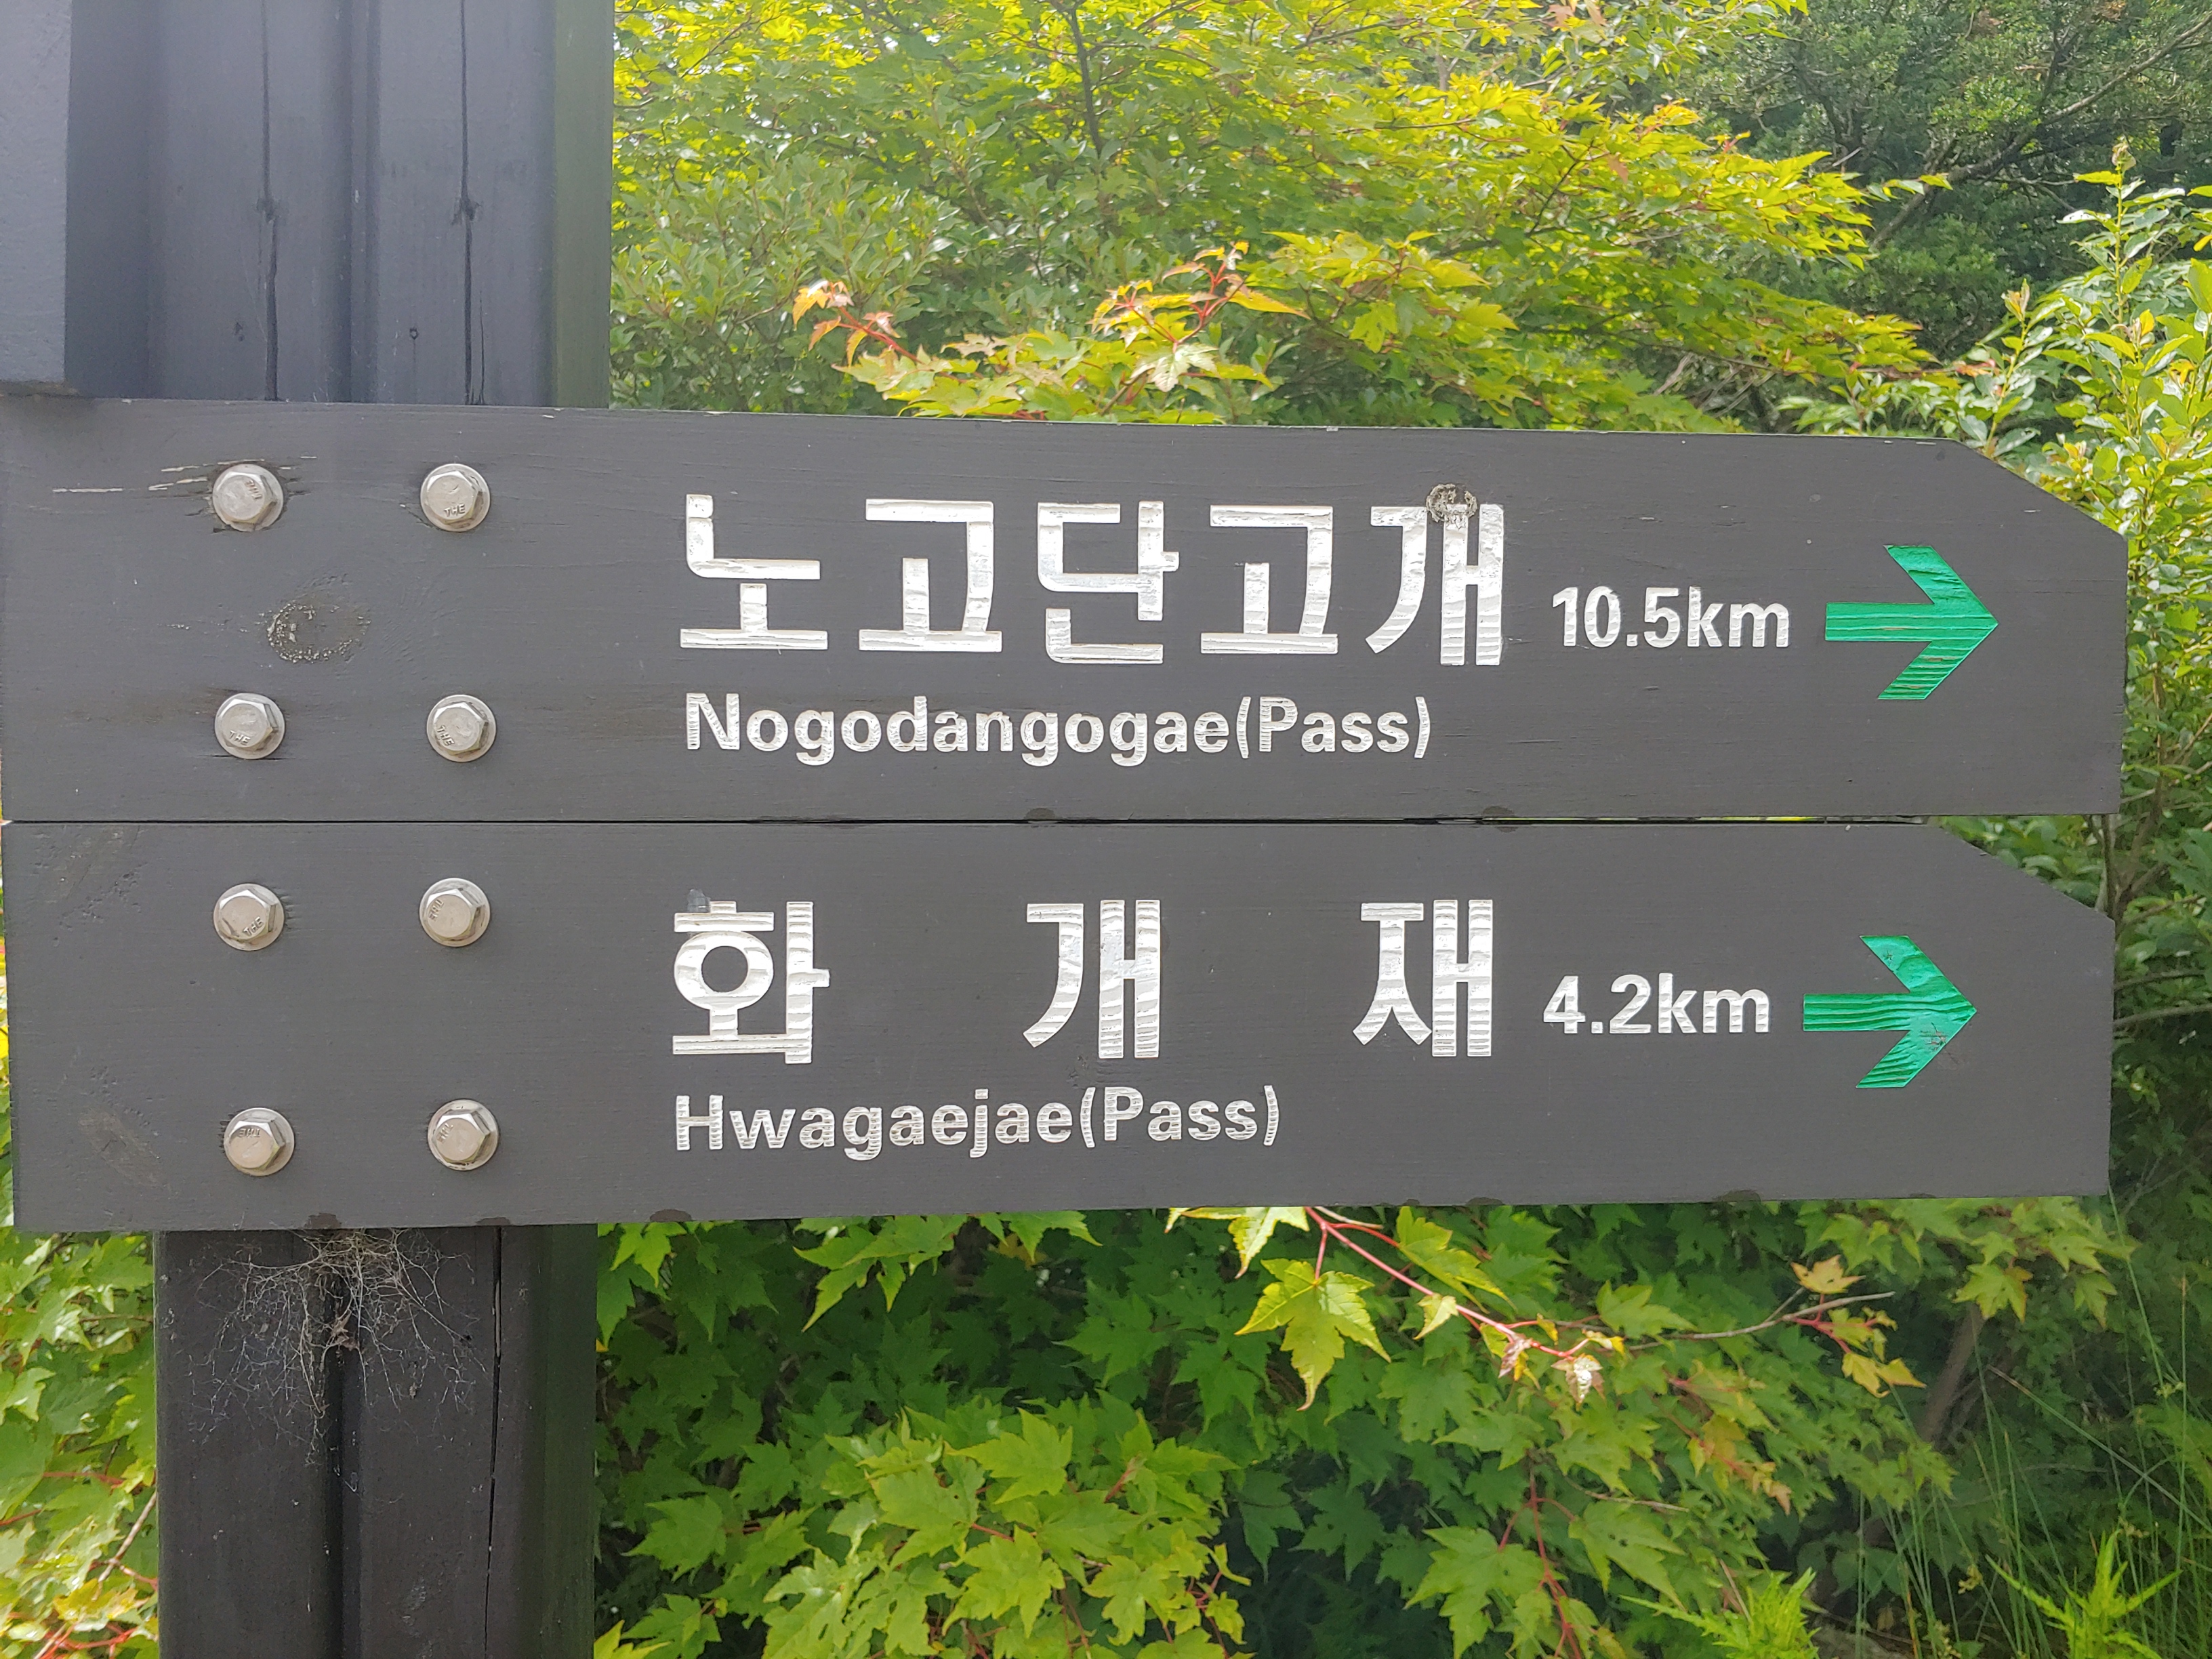 노고단고개 10.5km
Nogodangogae(Pass)
화 개 재 4.2km
Hwagaejae(Pass)